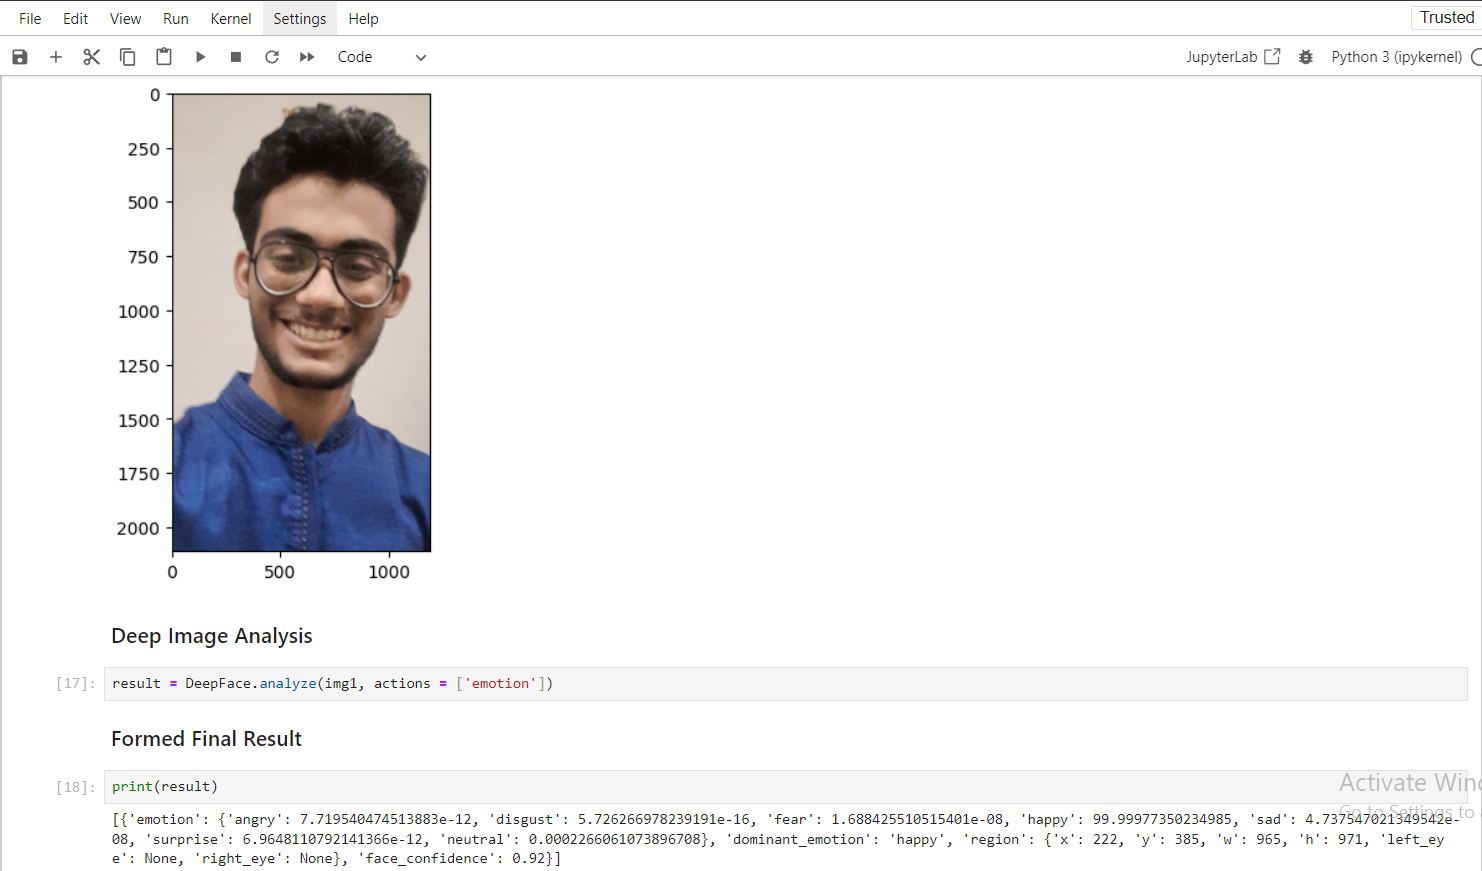 File Edit View Run Kernel Settings Help Trusted
Code JupyterLab Python 3 (ipykernel)
0
250
500
750
1000
1250
1500
1750
2000
0 500 1000
Deep Image Analysis
[17]: result = DeepFace.analyze(img1, actions = ['emotion'])
Formed Final Result
[18]: print(result)
Activate Win
Go to Settings to
[{'emotion': {'angry': 7.719540474513883e-12, 'disgust': 5.726266978239191e-16, 'fear': 1.688425510515401e-08, 'happy': 99.99977350234985, 'sad': 4.7375470213495​42e-
08, 'surprise': 6.9648110792141366e-12, 'neutral': 0.0002266061073896708}, 'dominant_emotion': 'happy', 'region': {'x': 222, 'y': 385, 'w': 965, 'h': 971, 'left_ey
e': None, 'right_eye': None}, 'face_confidence': 0.92}]